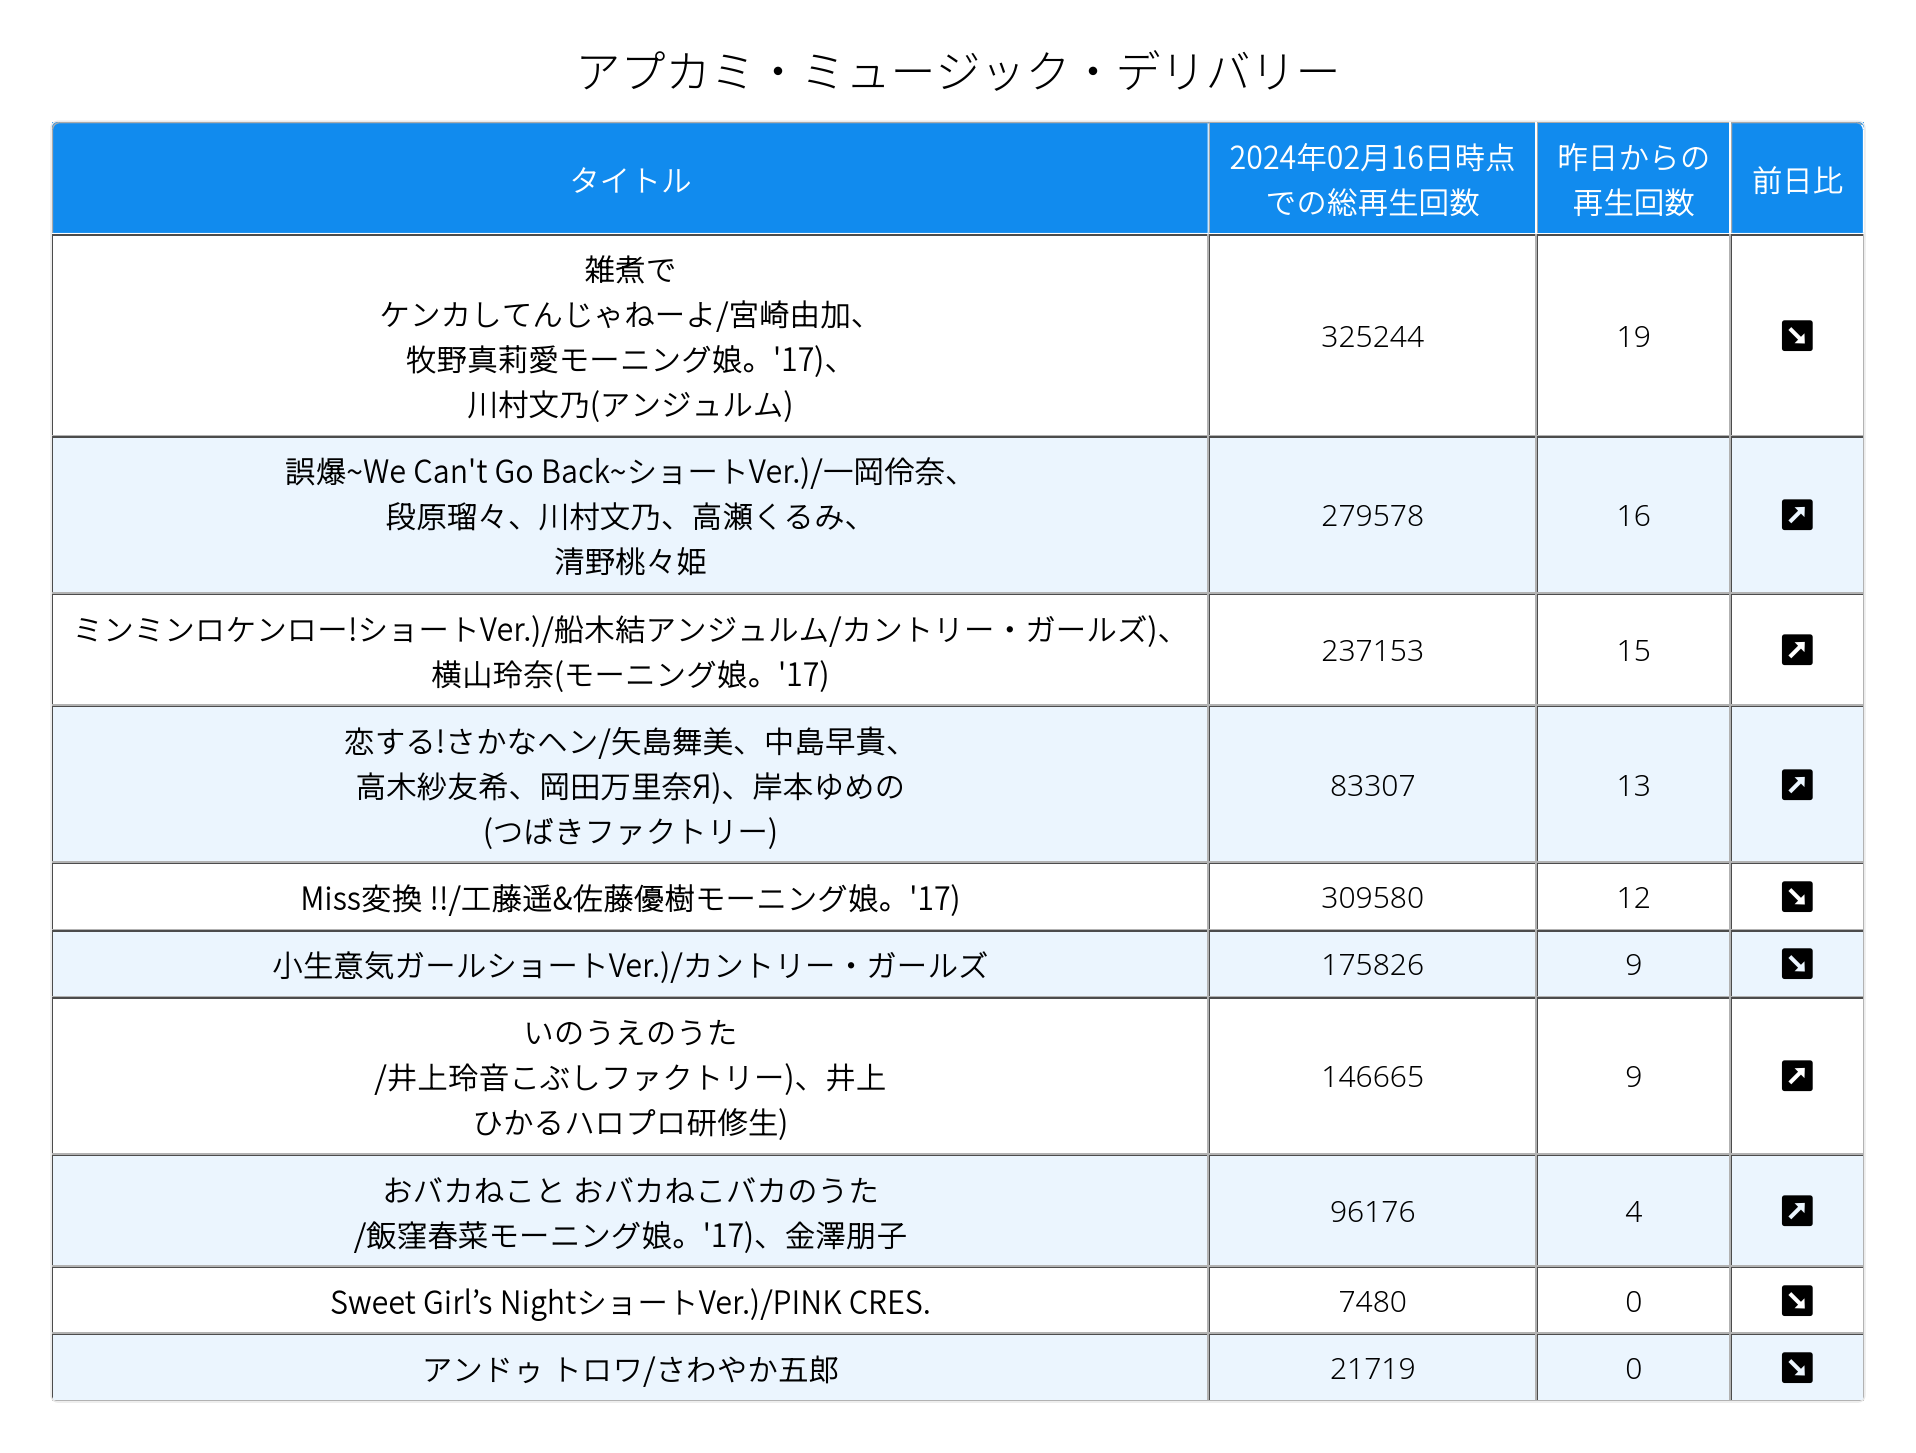 アプカミ・ミュージック・デリバリー
タイトル
2024年02月16日時点
での総再生回数
昨日からの
再生回数
前日比
雑煮で
ケンカしてんじゃねーよ/宮崎由加、
牧野真莉愛モーニング娘。'17)、
川村文乃(アンジュルム)
325244
19
誤爆~We Can't Go Back~ショートVer.)/一岡伶奈、
段原瑠々、川村文乃、高瀬くるみ、
清野桃々姫
279578
16
ミンミンロケンロー!ショートVer.)/船木結アンジュルム/カントリー・ガールズ)、
横山玲奈(モーニング娘。'17)
237153
15
恋する!さかなヘン/矢島舞美、中島早貴、
高木紗友希、岡田万里奈Я)、岸本ゆめの
(つばきファクトリー)
83307
13
Miss変換 !!/工藤遥&佐藤優樹モーニング娘。'17)
309580
12
小生意気ガールショートVer.)/カントリー・ガールズ
175826
9
いのうえのうた
/井上玲音こぶしファクトリー)、井上
ひかるハロプロ研修生)
146665
9
おバカねこと おバカねこバカのうた
/飯窪春菜モーニング娘。'17)、金澤朋子
96176
4
Sweet Girl’s NightショートVer.)/PINK CRES.
7480
0
アンドゥ トロワ/さわやか五郎
21719
0